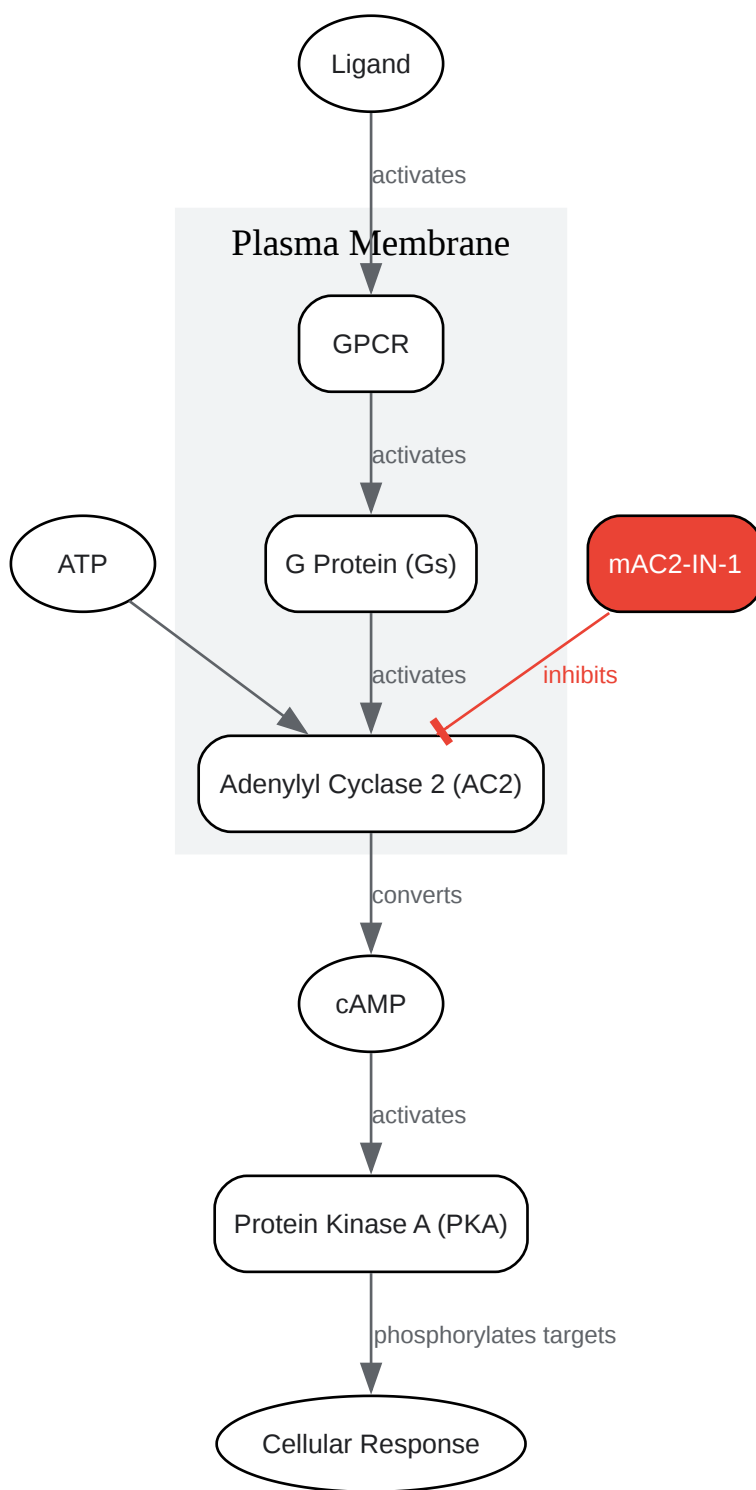 Ligand
activates
Plasma Membrane
GPCR
activates
ATP
G Protein (Gs)
mAC2-IN-1
activates
inhibits
Adenylyl Cyclase 2 (AC2)
converts
cAMP
activates
Protein Kinase A (PKA)
phosphorylates targets
Cellular Response